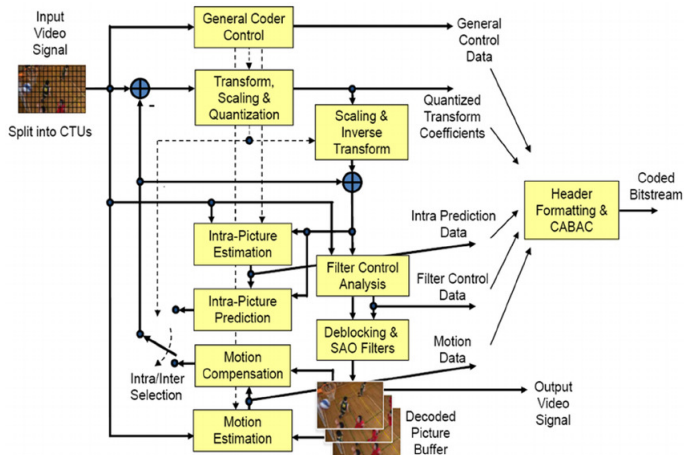 Input
Video
Signal
Split into CTUs
General Coder
Control
Transform,
Scaling &
Quantization
Scaling &
Inverse
Transform
General
Control
Data
Quantized
Transform
Coefficients
Intra-Picture
Estimation
Intra-Picture
Prediction
Filter Control
Analysis
Deblocking &
SAO Filters
Intra Prediction
Data
Filter Control
Data
Motion
Data
Header
Formatting &
CABAC
Coded
Bitstream
Intra/Inter
Selection
Motion
Compensation
Motion
Estimation
Decoded
Picture
Buffer
Output
Video
Signal